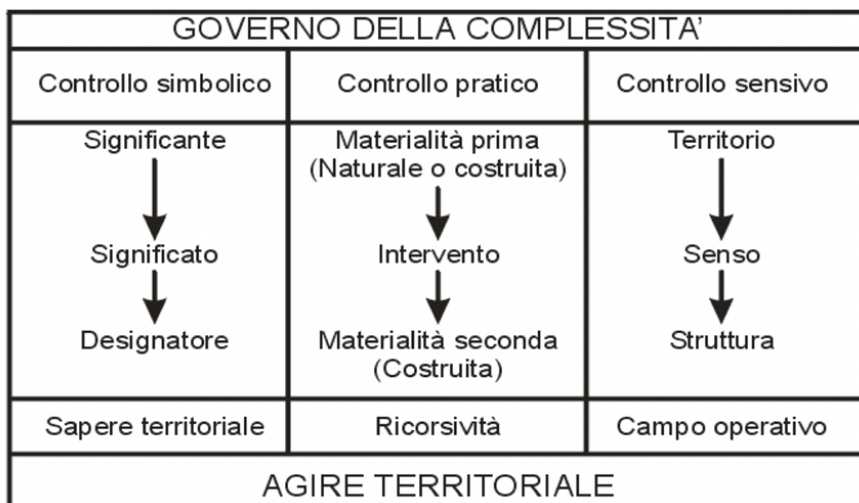 GOVERNO DELLA COMPLESSITA'
Controllo simbolico
Controllo pratico
Controllo sensivo
Significante
Significato
Designatore
Materialità prima
(Naturale o costruita)
Intervento
Materialità seconda
(Costruita)
Territorio
Senso
Struttura
Sapere territoriale
Ricorsività
Campo operativo
AGIRE TERRITORIALE